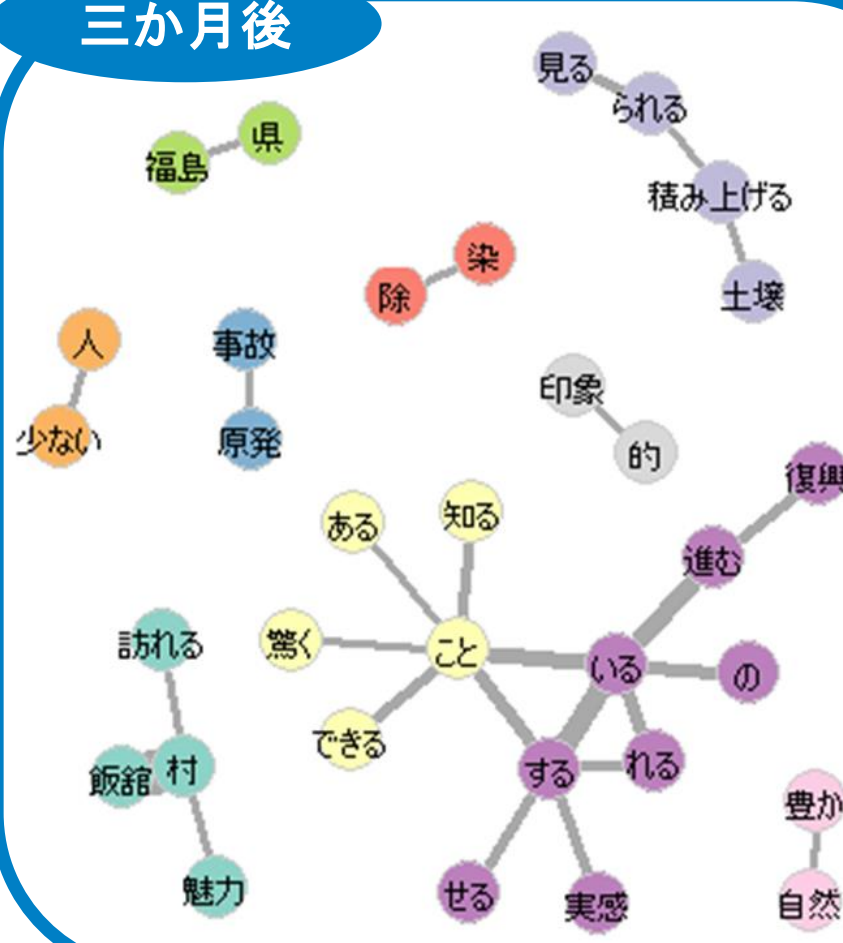 三か月後
見る
られる
県
福島
積み上げる
染
除
土壌
人
事故
印象
少ない
原発
的
復興
ある
知る
進む
訪れる
驚く
こと
いる
の
できる
飯舘
村
する
れる
豊か
魅力
せる
実感
自然